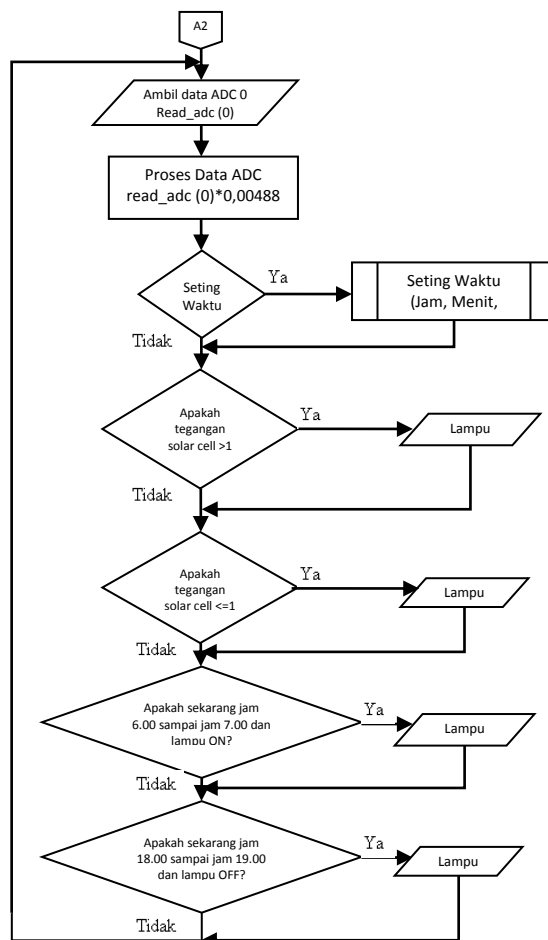 A2
Ambil data ADC 0
Read_adc (0)
Proses Data ADC
read_adc (0)*0,00488
Seting
Waktu
Ya
Seting Waktu
(Jam, Menit,
Tidak
Apakah
tegangan
solar cell >1
Ya
Lampu
Tidak
Apakah
tegangan
solar cell <=1
Ya
Lampu
Tidak
Apakah sekarang jam
6.00 sampai jam 7.00 dan
lampu ON?
Ya
Lampu
Tidak
Apakah sekarang jam
18.00 sampai jam 19.00
dan lampu OFF?
Ya
Lampu
Tidak